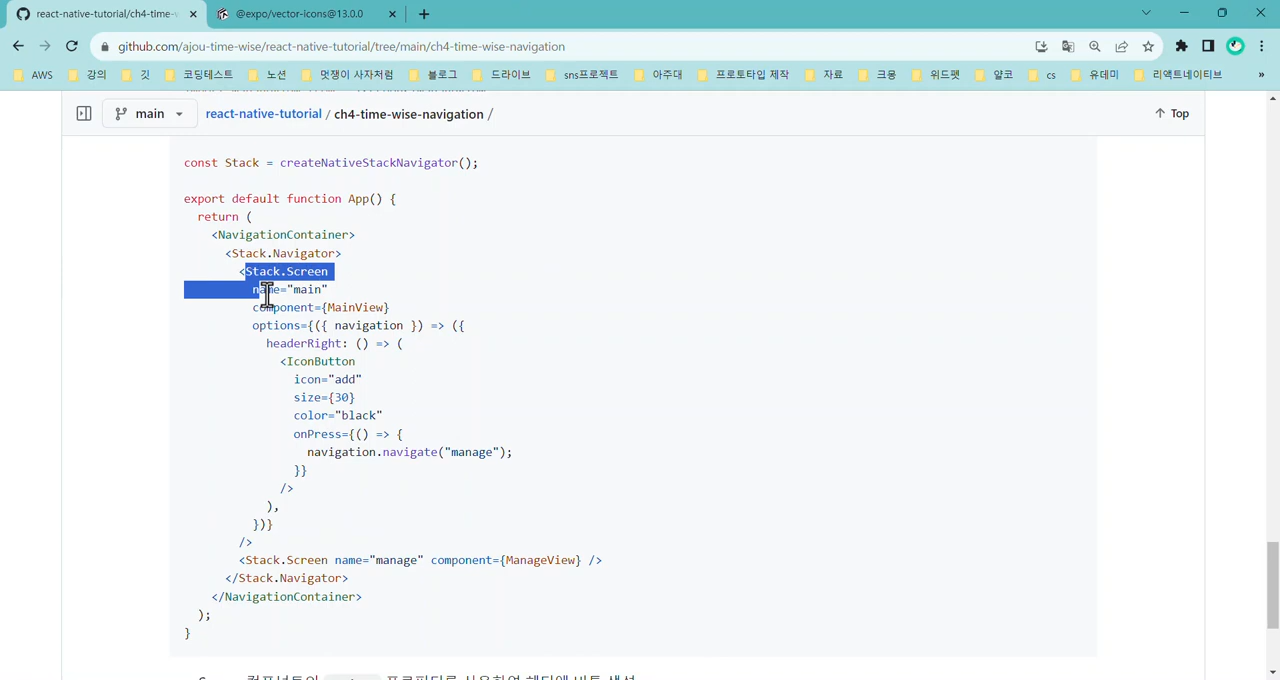 react-native-tutorial/ch4-time-w
@expo/vector-icons@13.0.0
github.com/ajou-time-wise/react-native-tutorial/tree/main/ch4-time-wise-navigation
AWS 강의 깃 코딩테스트 노션 멋쟁이 사자처럼 블로그 드라이브 sns프로젝트 아주대 프로토타입 제작 자료 크몽 위드펫 얄코 cs 유데미 리액트네이티브 »
main react-native-tutorial / ch4-time-wise-navigation / Top
const Stack = createNativeStackNavigator();
export default function App() {
return (
<NavigationContainer>
<Stack.Navigator>
<Stack.Screen
name="main"
component={MainView}
options={({ navigation }) => ({
headerRight: () => (
<IconButton
icon="add"
size={30}
color="black"
onPress={() => {
navigation.navigate("manage");
}}
/>
),
})}
/>
<Stack.Screen name="manage" component={ManageView} />
</Stack.Navigator>
</NavigationContainer>
);
}